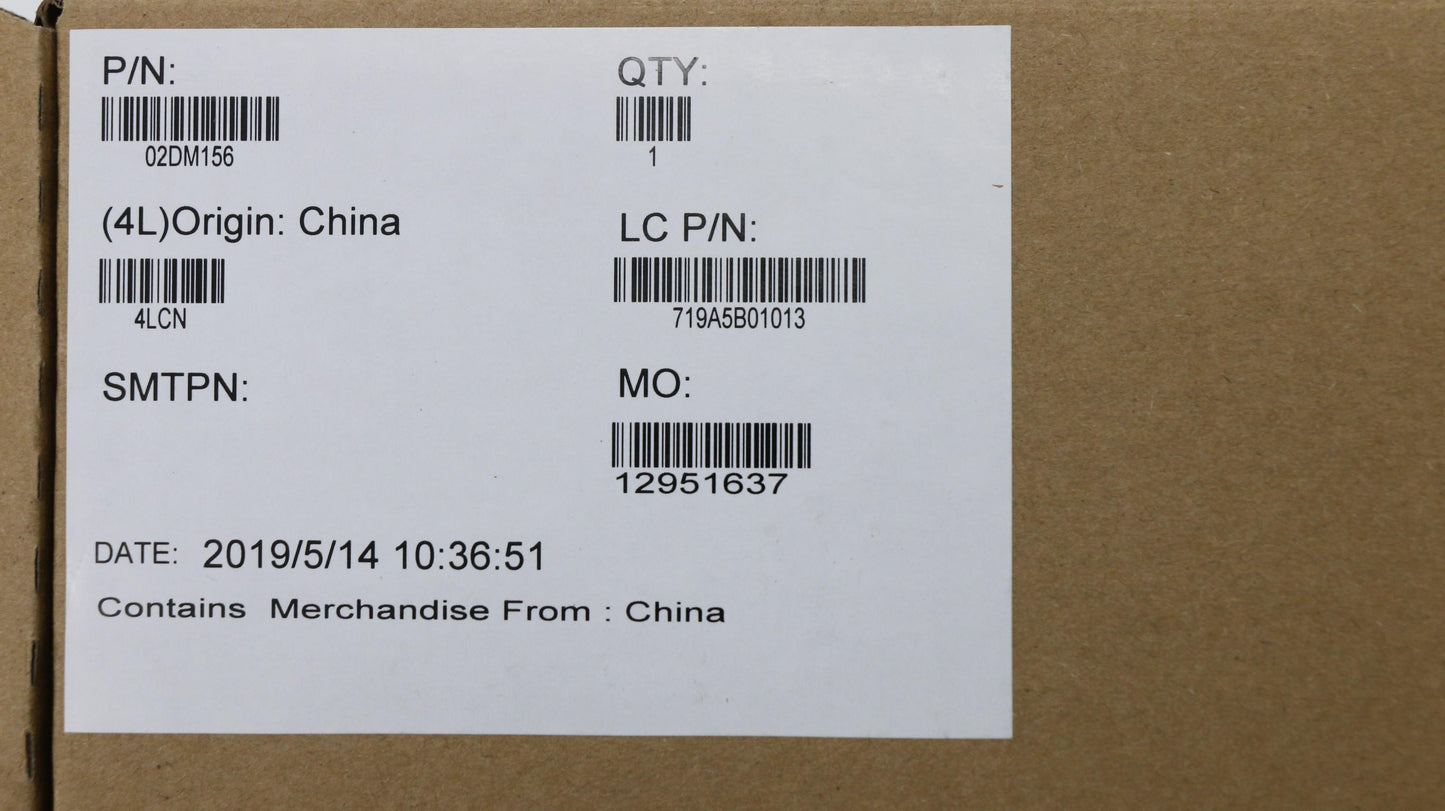 P/N:
02DM156
QTY:
1
(4L)Origin: China
4LCN
LC P/N:
719A5B01013
SMTPN:
MO:
12951637
DATE: 2019/5/14 10:36:51
Contains Merchandise From : China